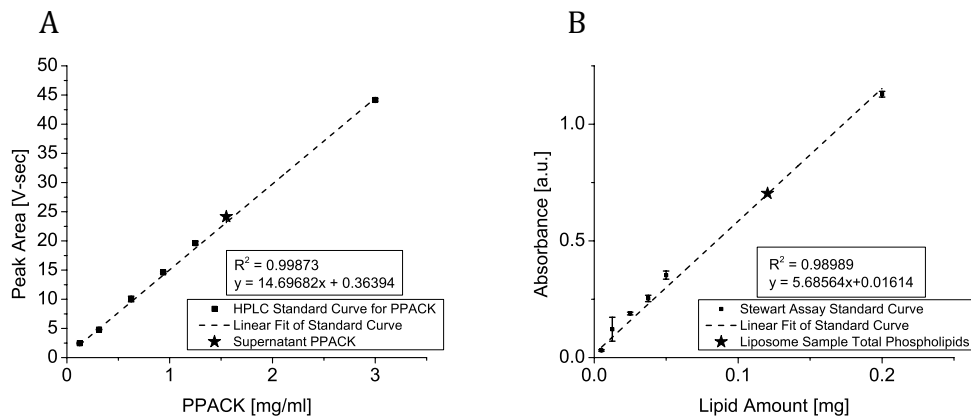 A
50
45
40
35
30
25
20
15
10
5
0
Peak Area [V-sec]
R² = 0.99873
y = 14.69682x + 0.36394
HPLC Standard Curve for PPACK
Linear Fit of Standard Curve
Supernatant PPACK
0 1 2 3
PPACK [mg/ml]
B
1.0
0.5
0.0
Absorbance [a.u.]
R² = 0.98989
y = 5.68564x+0.01614
Stewart Assay Standard Curve
Linear Fit of Standard Curve
Liposome Sample Total Phospholipids
0.0 0.1 0.2
Lipid Amount [mg]